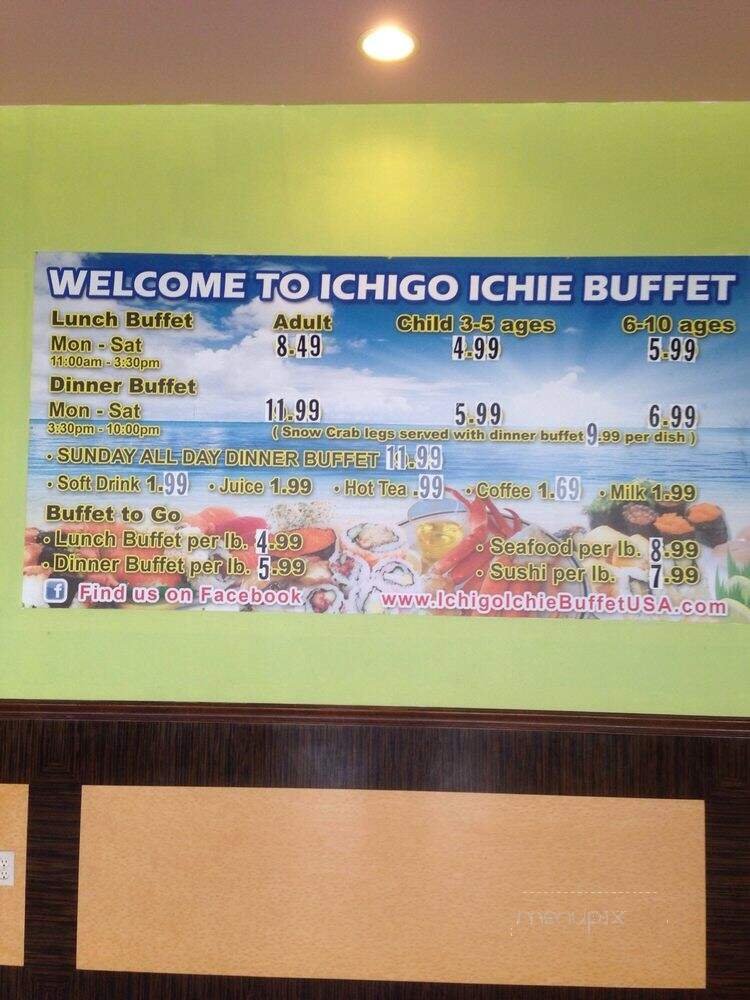 WELCOME TO ICHIGO ICHIE BUFFET
Lunch Buffet Adult Child 3-5 ages 6-10 ages
Mon - Sat 8.49 4.99 5.99
11:00am - 3:30pm
Dinner Buffet
Mon - Sat 11.99 5.99 6.99
3:30pm - 10:00pm
( Snow Crab legs served with dinner buffet 9.99 per dish )
• SUNDAY ALL DAY DINNER BUFFET 11.99
• Soft Drink 1.99 • Juice 1.99 • Hot Tea .99 • Coffee 1.69 • Milk 1.99
Buffet to Go
• Lunch Buffet per lb. 4.99 • Seafood per lb. 8.99
• Dinner Buffet per lb. 5.99 • Sushi per lb. 7.99
f Find us on Facebook www.IchigoIchieBuffetUSA.com
menupix